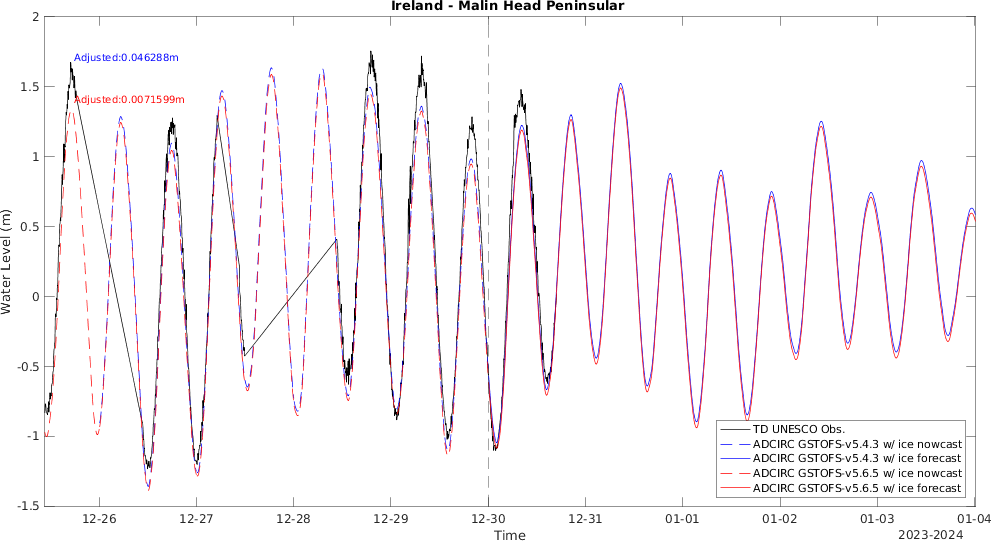 Ireland - Malin Head Peninsular
2
1.5
1
0.5
0
-0.5
-1
-1.5
Water Level (m)
Adjusted:0.046288m
Adjusted:0.0071599m
TD UNESCO Obs.
ADCIRC GSTOFS-v5.4.3 w/ ice nowcast
ADCIRC GSTOFS-v5.4.3 w/ ice forecast
ADCIRC GSTOFS-v5.6.5 w/ ice nowcast
ADCIRC GSTOFS-v5.6.5 w/ ice forecast
12-26 12-27 12-28 12-29 12-30 12-31 01-01 01-02 01-03 01-04
Time
2023-2024